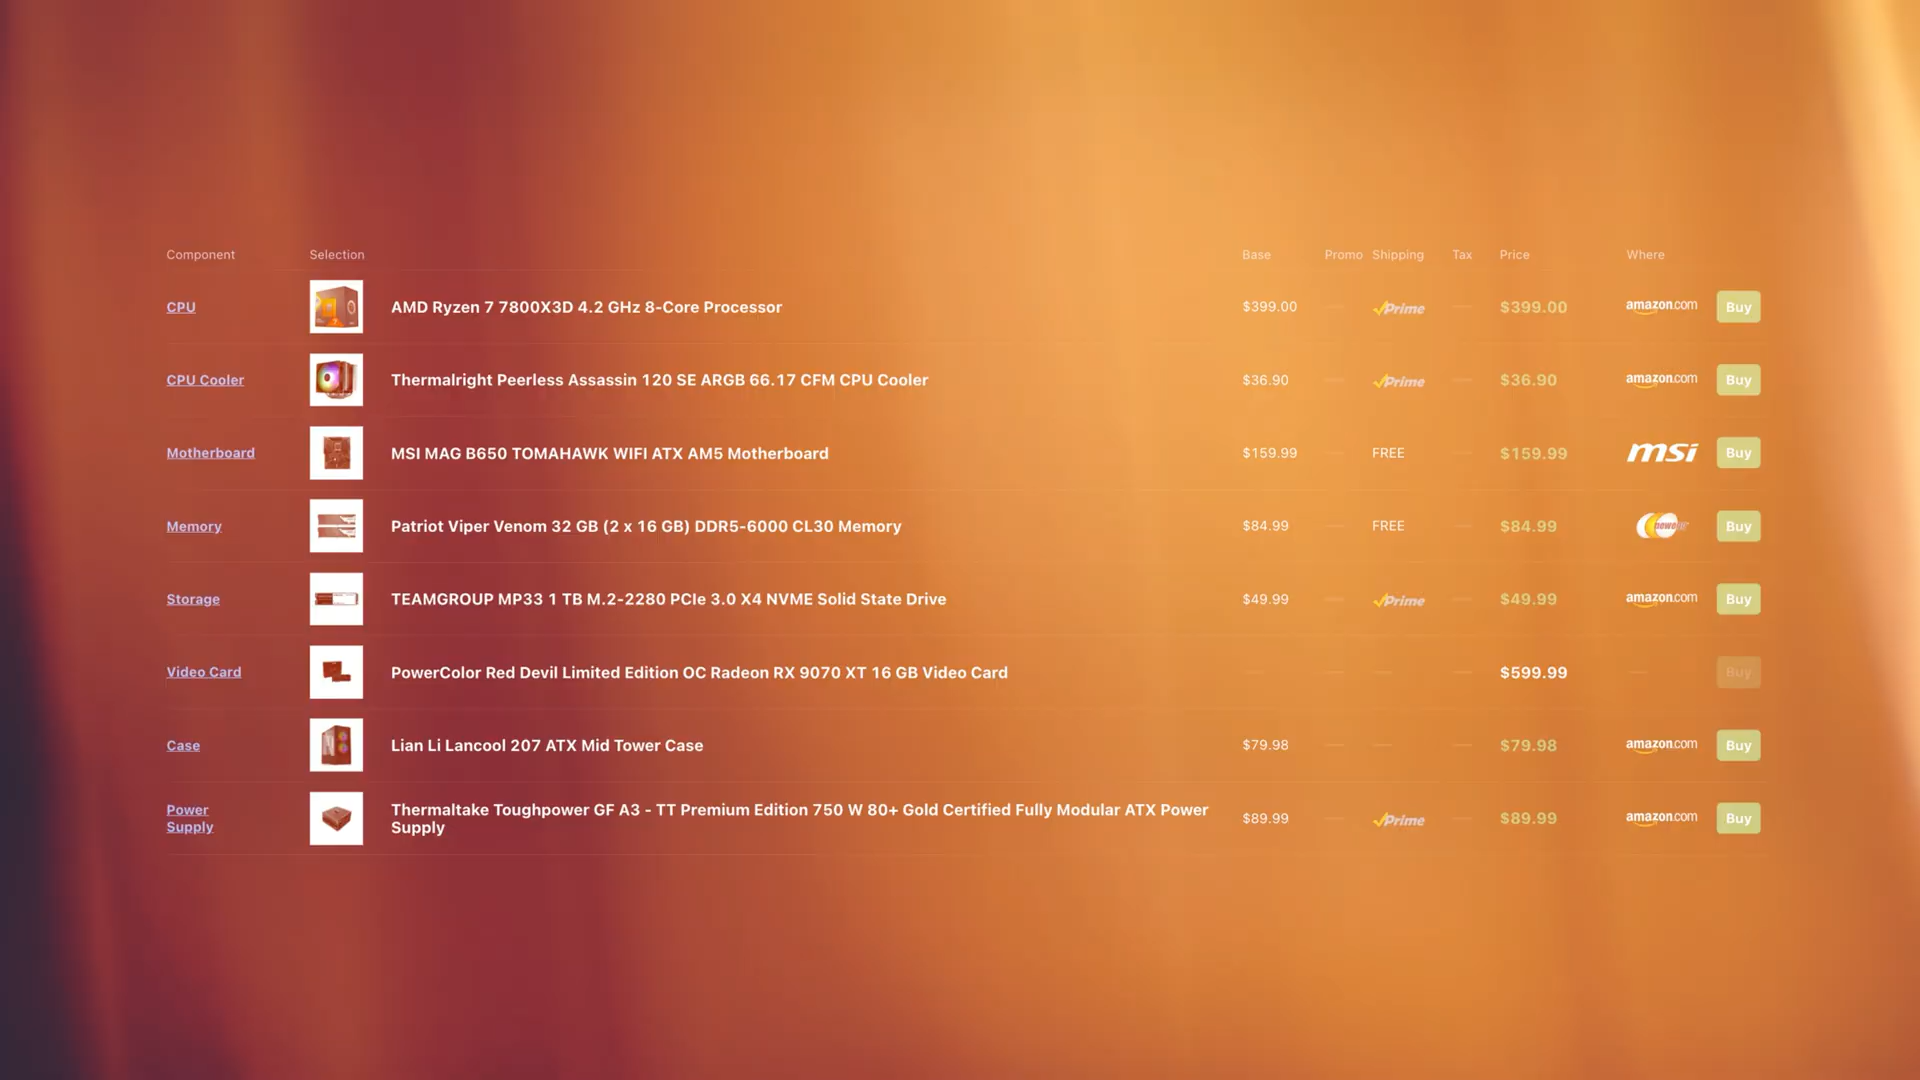 Component Selection Base Promo Shipping Tax Price Where
CPU AMD Ryzen 7 7800X3D 4.2 GHz 8-Core Processor $399.00 — Prime — $399.00 amazon.com Buy
CPU Cooler Thermalright Peerless Assassin 120 SE ARGB 66.17 CFM CPU Cooler $36.90 — Prime — $36.90 amazon.com Buy
Motherboard MSI MAG B650 TOMAHAWK WIFI ATX AM5 Motherboard $159.99 — FREE — $159.99 msi Buy
Memory Patriot Viper Venom 32 GB (2 x 16 GB) DDR5-6000 CL30 Memory $84.99 — FREE — $84.99 newegg Buy
Storage TEAMGROUP MP33 1 TB M.2-2280 PCIe 3.0 X4 NVME Solid State Drive $49.99 — Prime — $49.99 amazon.com Buy
Video Card PowerColor Red Devil Limited Edition OC Radeon RX 9070 XT 16 GB Video Card — — — — $599.99 — Buy
Case Lian Li Lancool 207 ATX Mid Tower Case $79.98 — — — $79.98 amazon.com Buy
Power Supply Thermaltake Toughpower GF A3 - TT Premium Edition 750 W 80+ Gold Certified Fully Modular ATX Power
Supply $89.99 — Prime — $89.99 amazon.com Buy